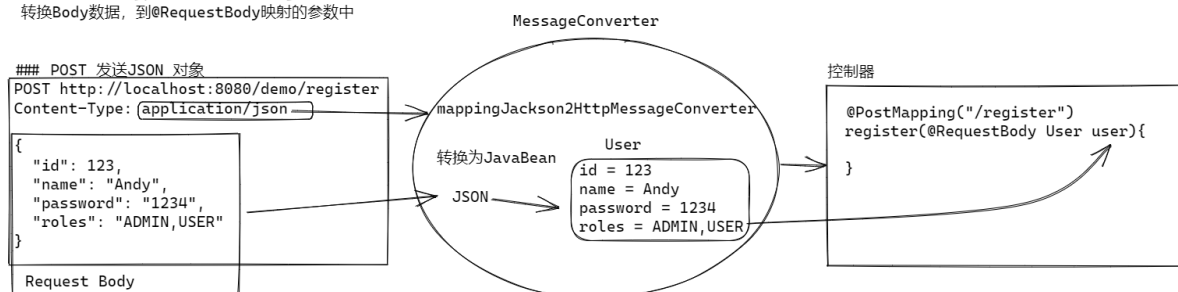 转换Body数据，到@RequestBody映射的参数中
MessageConverter
### POST 发送JSON 对象
POST http://localhost:8080/demo/register
Content-Type: application/json
{
"id": 123,
"name": "Andy",
"password": "1234",
"roles": "ADMIN,USER"
}
Request Body
mappingJackson2HttpMessageConverter
转换为JavaBean
JSON
User
id = 123
name = Andy
password = 1234
roles = ADMIN,USER
控制器
@PostMapping("/register")
register(@RequestBody User user){
}